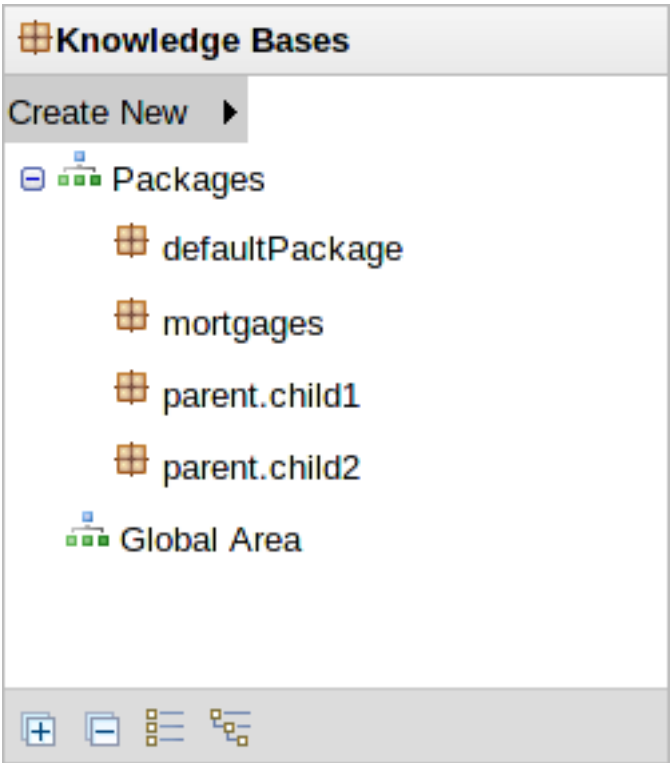 Knowledge Bases
Create New
Packages
defaultPackage
mortgages
parent.child1
parent.child2
Global Area